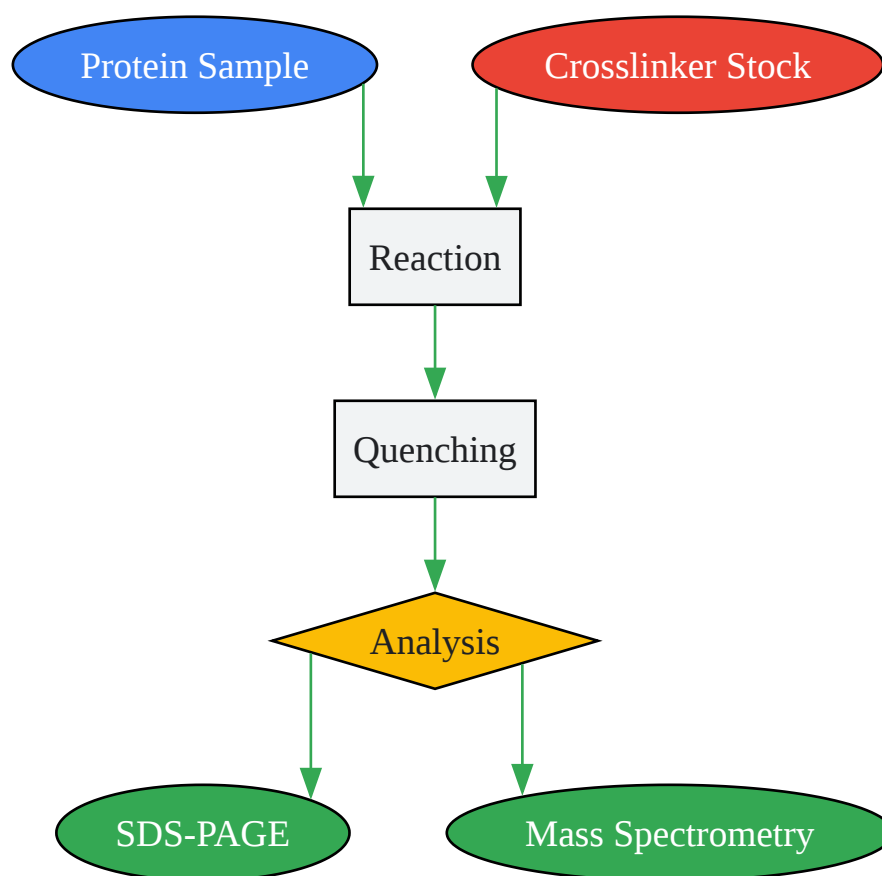 Protein Sample
Crosslinker Stock
Reaction
Quenching
Analysis
SDS-PAGE
Mass Spectrometry